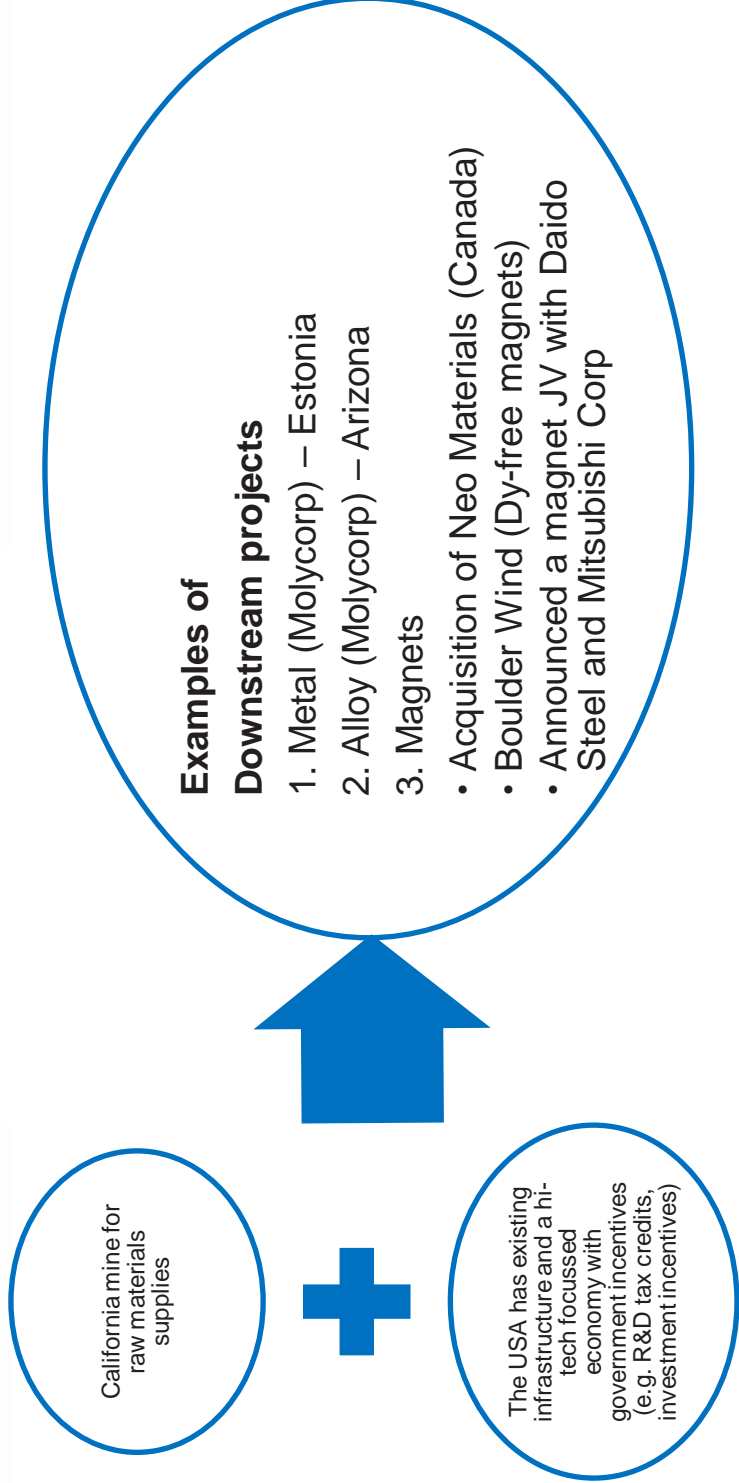 California mine for
raw materials
supplies
The USA has existing
infrastructure and a hi-
tech focussed
economy with
government incentives
(e.g. R&D tax credits,
investment incentives)
Examples of
Downstream projects
1. Metal (Molycorp) – Estonia
2. Alloy (Molycorp) – Arizona
3. Magnets
• Acquisition of Neo Materials (Canada)
• Boulder Wind (Dy-free magnets)
• Announced a magnet JV with Daido
Steel and Mitsubishi Corp